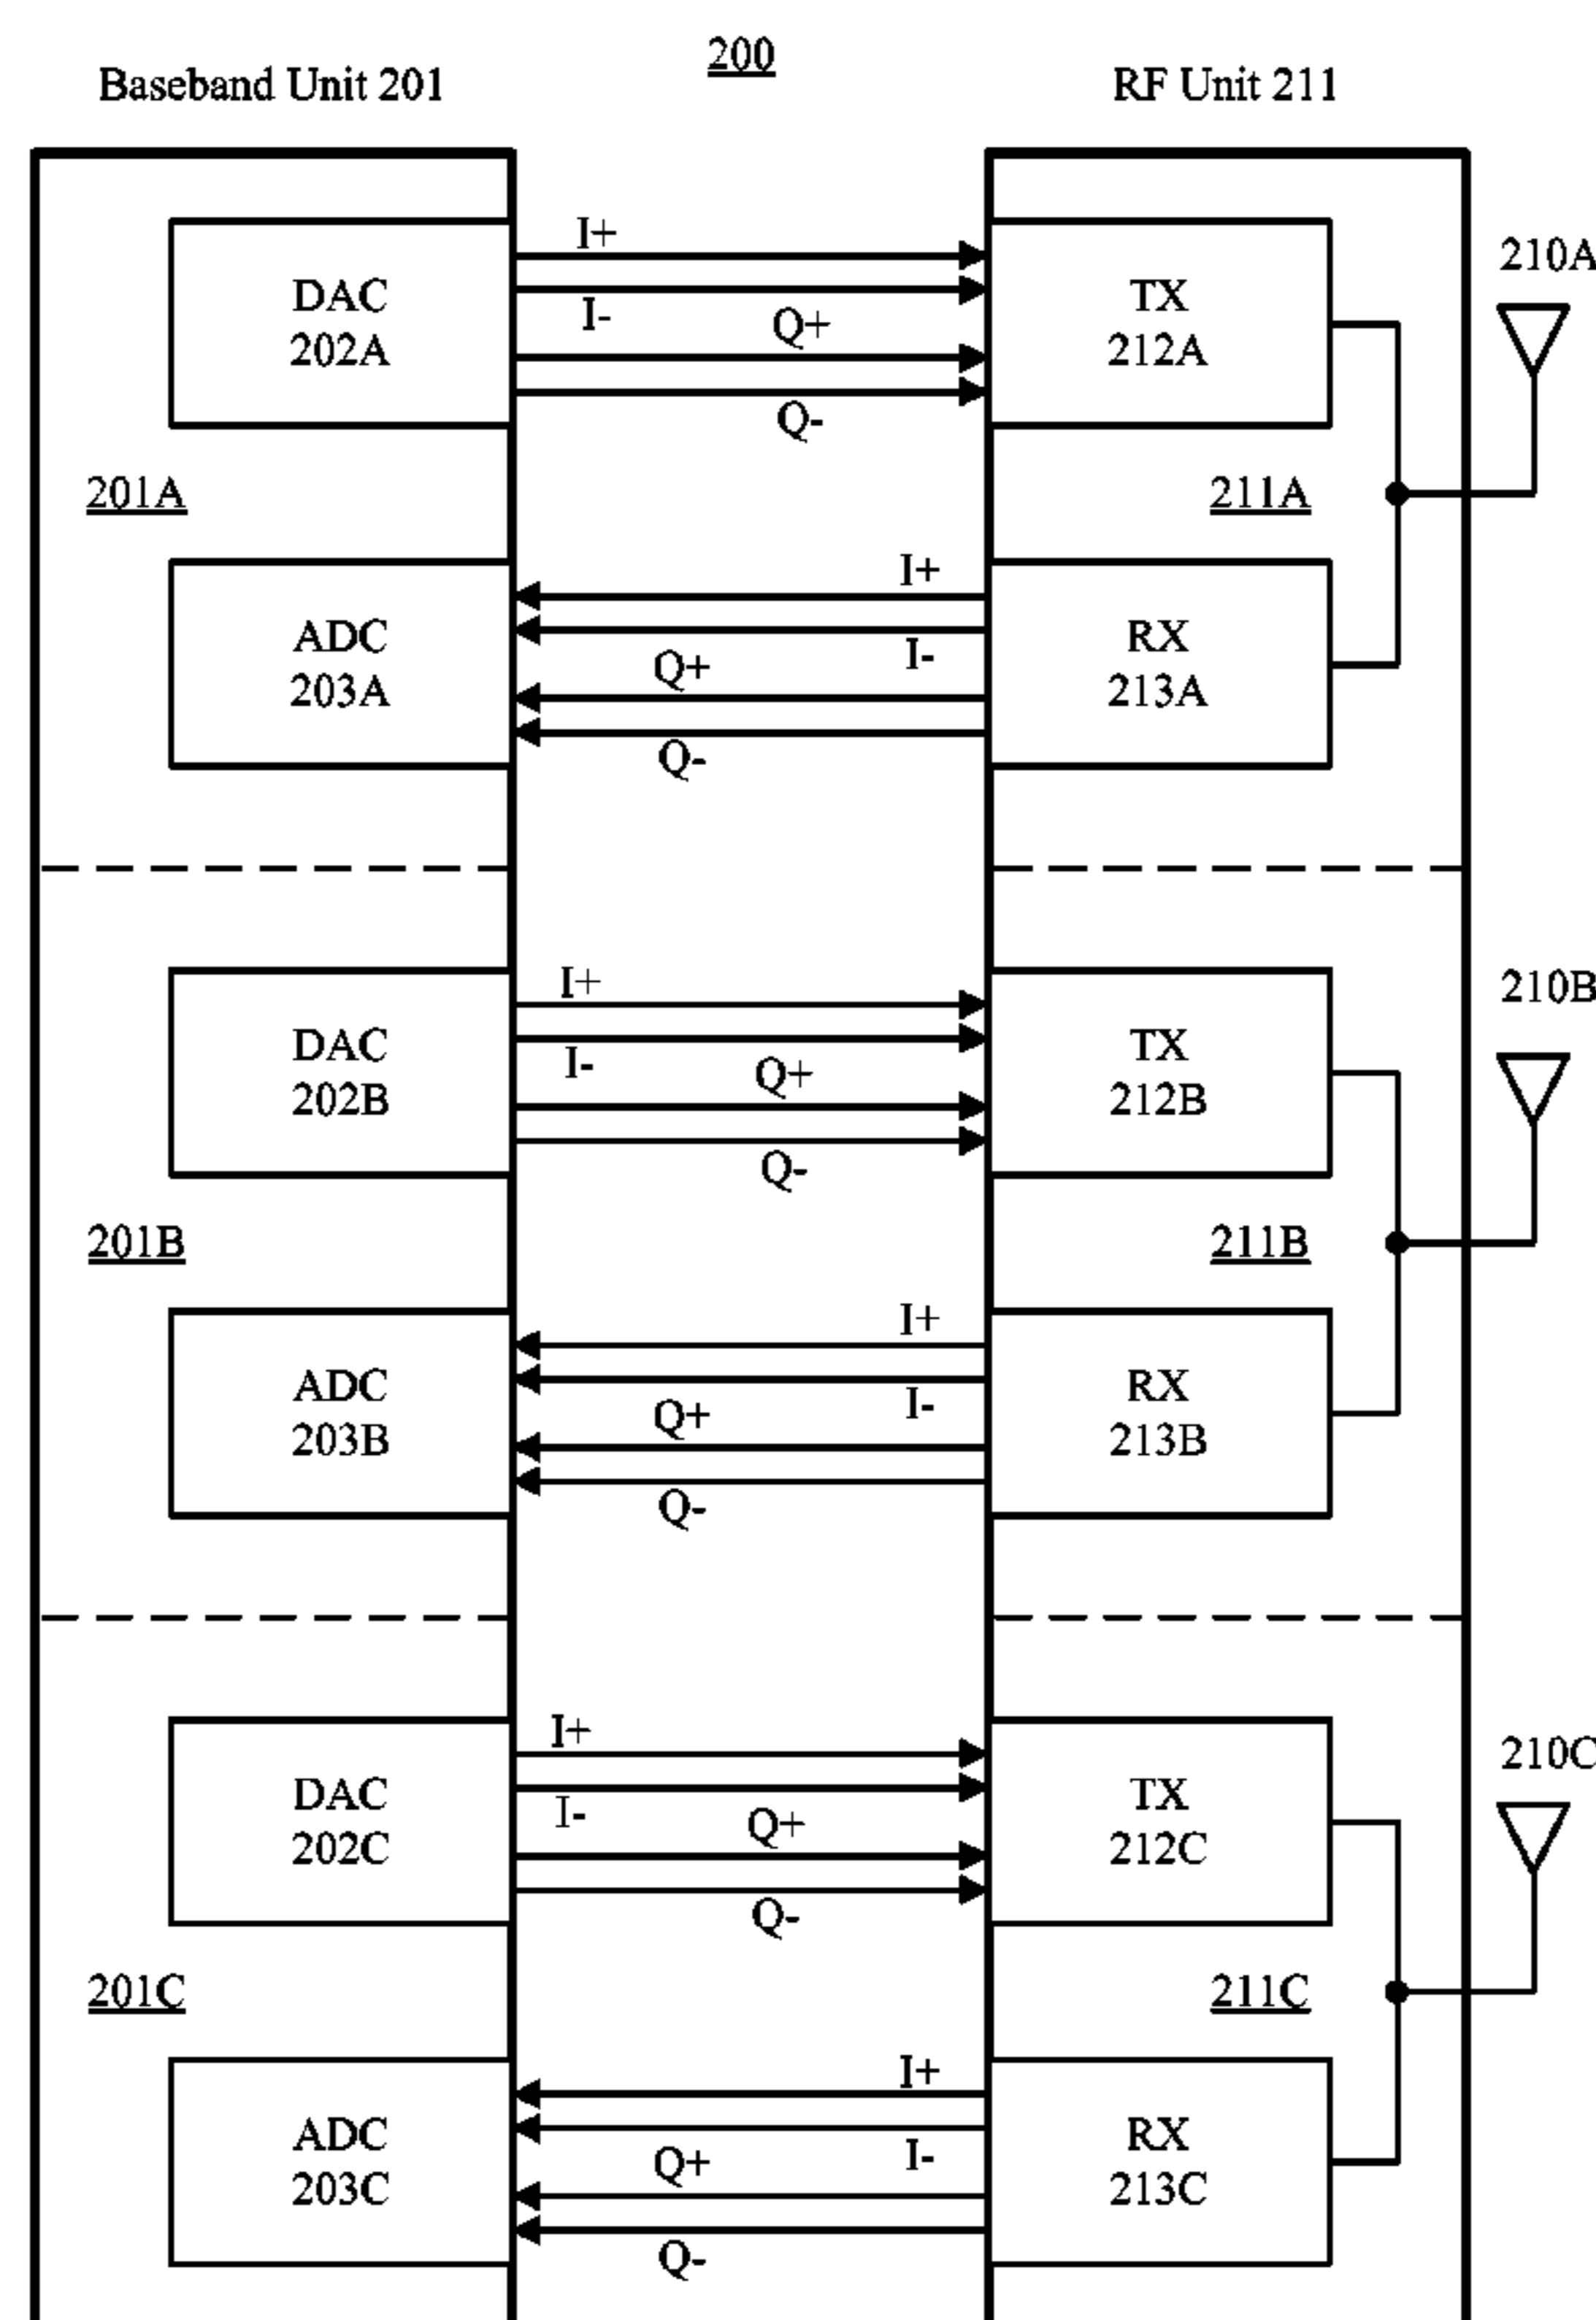 200
Baseband Unit 201
RF Unit 211
I+
I-
Q+
Q-
DAC
202A
TX
212A
210A
201A
211A
I+
I-
Q+
Q-
ADC
203A
RX
213A
I+
I-
Q+
Q-
DAC
202B
TX
212B
210B
201B
211B
I+
I-
Q+
Q-
ADC
203B
RX
213B
I+
I-
Q+
Q-
DAC
202C
TX
212C
210C
201C
211C
I+
I-
Q+
Q-
ADC
203C
RX
213C